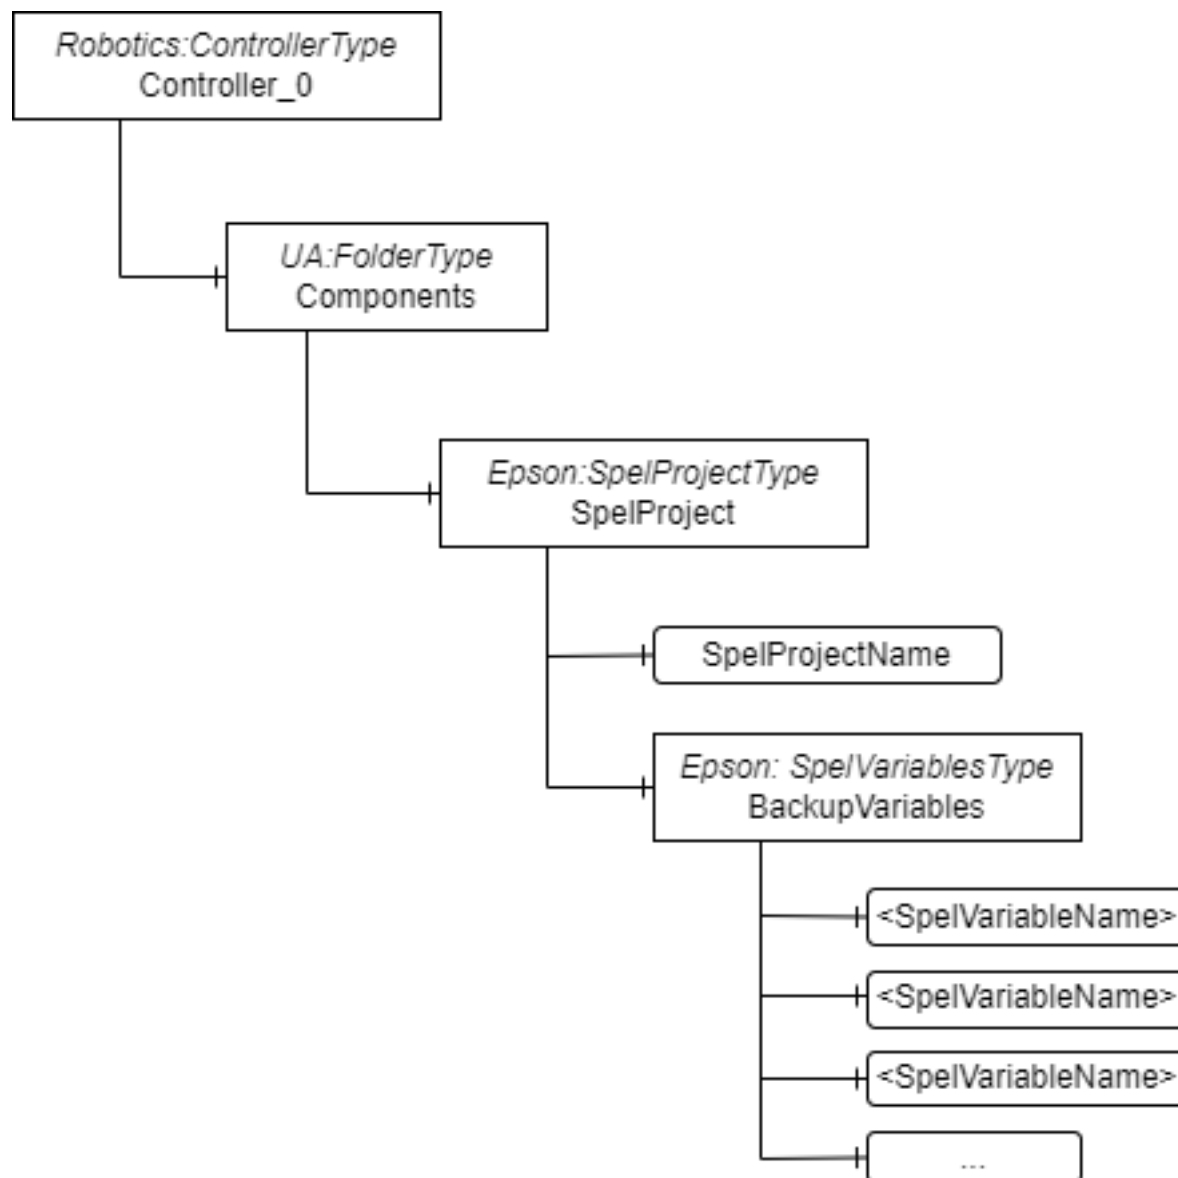 Robotics:ControllerType
Controller_0
UA:FolderType
Components
Epson:SpelProjectType
SpelProject
SpelProjectName
Epson: SpelVariablesType
BackupVariables
<SpelVariableName>
<SpelVariableName>
<SpelVariableName>
...